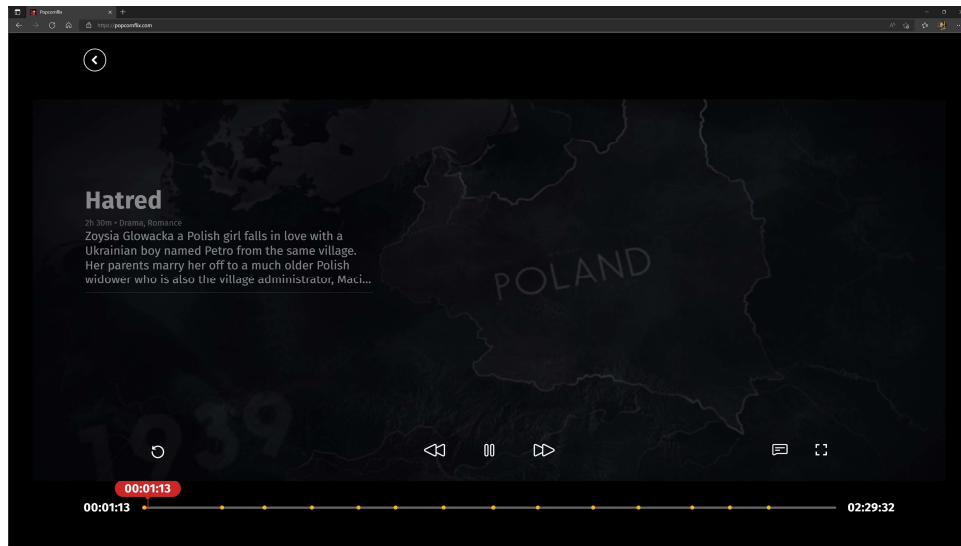 Popcornflix
https://popcornflix.com
Hatred
2h 30m • Drama, Romance
Zoysia Glowacka a Polish girl falls in love with a
Ukrainian boy named Petro from the same village.
Her parents marry her off to a much older Polish
widower who is also the village administrator, Maci...
POLAND
1939
00:01:13
00:01:13
02:29:32